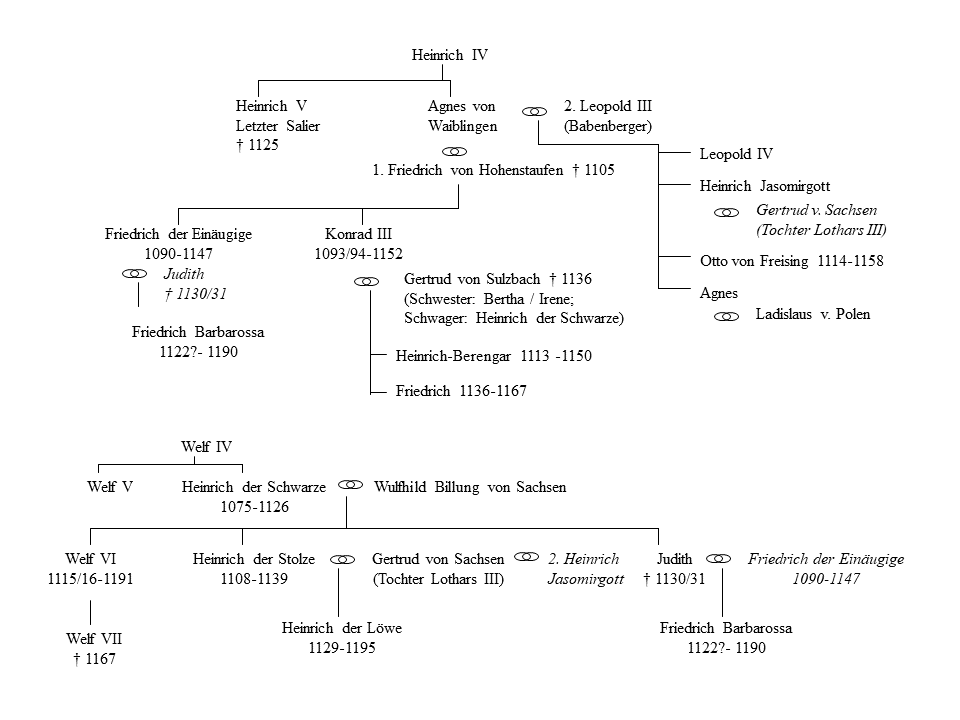 Heinrich IV
Heinrich V
Letzter Salier
† 1125
Agnes von
Waiblingen
2. Leopold III
(Babenberger)
1. Friedrich von Hohenstaufen † 1105
Leopold IV
Heinrich Jasomirgott
Gertrud v. Sachsen
(Tochter Lothars III)
Otto von Freising 1114-1158
Agnes
Ladislaus v. Polen
Friedrich der Einäugige
1090-1147
Judith
† 1130/31
Friedrich Barbarossa
1122?- 1190
Konrad III
1093/94-1152
Gertrud von Sulzbach † 1136
(Schwester: Bertha / Irene;
Schwager: Heinrich der Schwarze)
Heinrich-Berengar 1113 -1150
Friedrich 1136-1167
Welf IV
Welf V
Heinrich der Schwarze
1075-1126
Wulfhild Billung von Sachsen
Welf VI
1115/16-1191
Heinrich der Stolze
1108-1139
Gertrud von Sachsen
(Tochter Lothars III)
2. Heinrich
Jasomirgott
Judith
† 1130/31
Friedrich der Einäugige
1090-1147
Welf VII
† 1167
Heinrich der Löwe
1129-1195
Friedrich Barbarossa
1122?- 1190